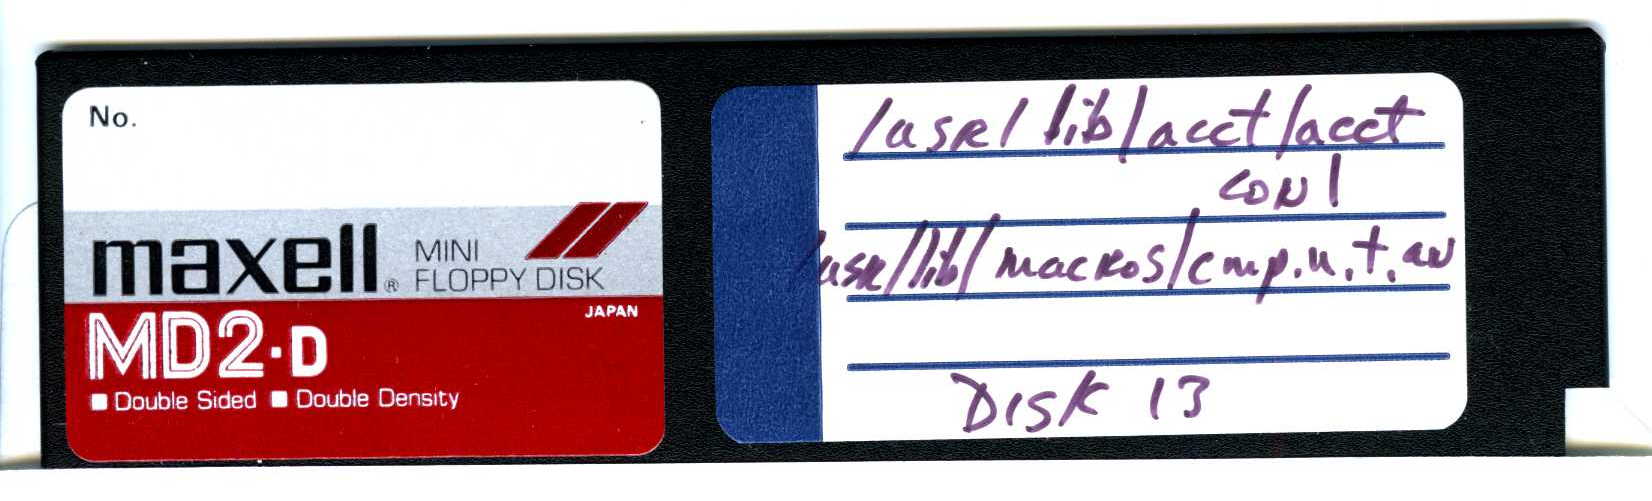 No.
maxell® MINI
FLOPPY DISK
JAPAN
MD2-D
Double Sided Double Density
/usr/lib/acct/acct
con1
/usr/lib/macros/cmp.n.t.an
DISK 13